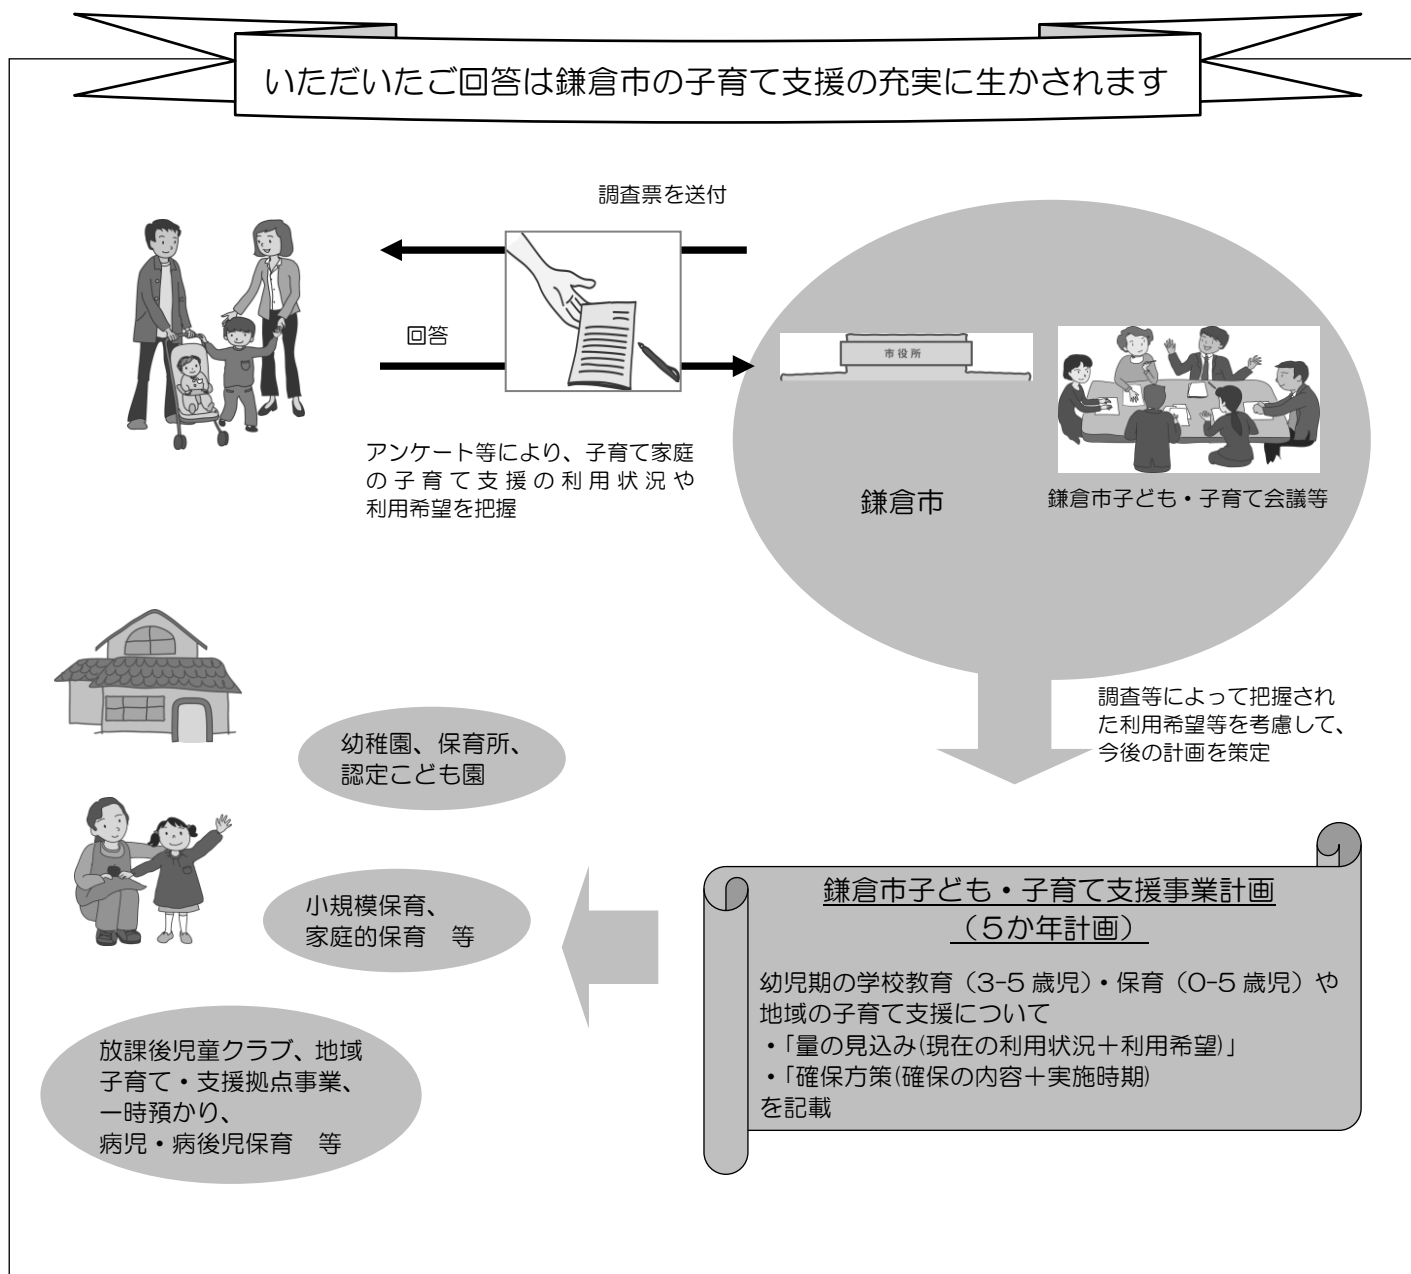 いただいたご回答は鎌倉市の子育て支援の充実に生かされます
調査票を送付
回答
市役所
アンケート等により、子育て家庭
の子育て支援の利用状況や
利用希望を把握
鎌倉市
鎌倉市子ども・子育て会議等
調査等によって把握され
た利用希望等を考慮して、
今後の計画を策定
幼稚園、保育所、
認定こども園
小規模保育、
家庭的保育　等
放課後児童クラブ、地域
子育て・支援拠点事業、
一時預かり、
病児・病後児保育　等
鎌倉市子ども・子育て支援事業計画
（５か年計画）
幼児期の学校教育（3-5 歳児）・保育（0-5 歳児）や
地域の子育て支援について
・「量の見込み(現在の利用状況＋利用希望)」
・「確保方策(確保の内容＋実施時期)
を記載